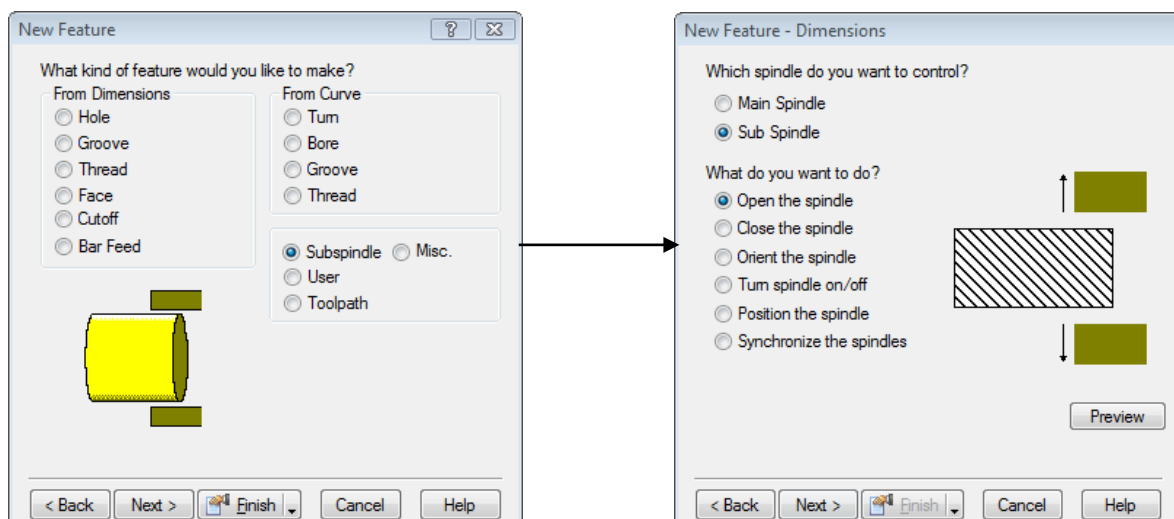 New Feature
What kind of feature would you like to make?
From Dimensions
Hole
Groove
Thread
Face
Cutoff
Bar Feed
From Curve
Turn
Bore
Groove
Thread
Subspindle Misc.
User
Toolpath
< Back Next > Finish Cancel Help
New Feature - Dimensions
Which spindle do you want to control?
Main Spindle
Sub Spindle
What do you want to do?
Open the spindle
Close the spindle
Orient the spindle
Turn spindle on/off
Position the spindle
Synchronize the spindles
Preview
< Back Next > Finish Cancel Help